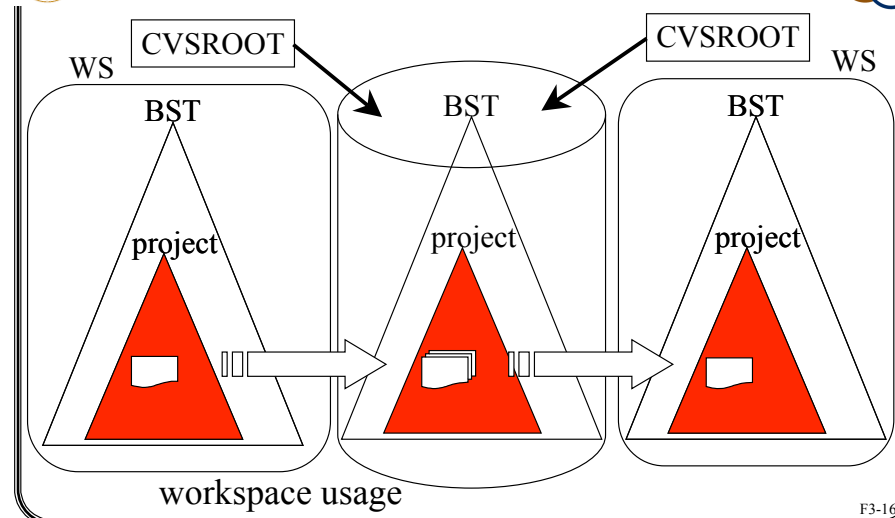 CVSROOT
CVSROOT
WS
WS
BST
BST
BST
project
project
project
workspace usage
F3-16